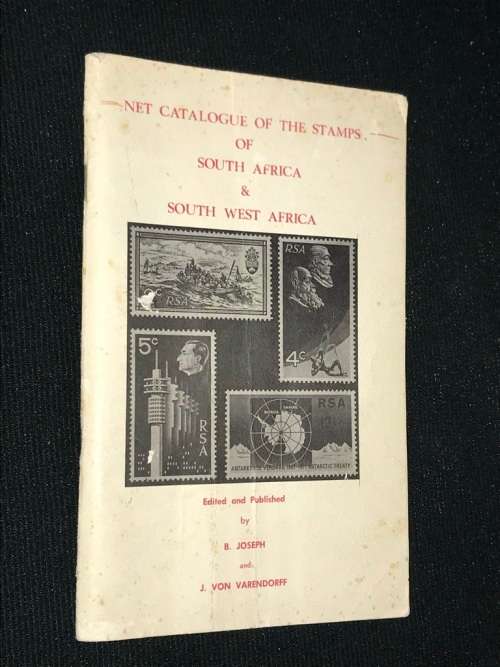 NET CATALOGUE OF THE STAMPS
OF
SOUTH AFRICA
&
SOUTH WEST AFRICA
RSA
RSA
4c
5c
RSA
RSA
ANTARCTIC TREATY
Edited and Published
by
B. JOSEPH
and
J. VON VARENDORFF